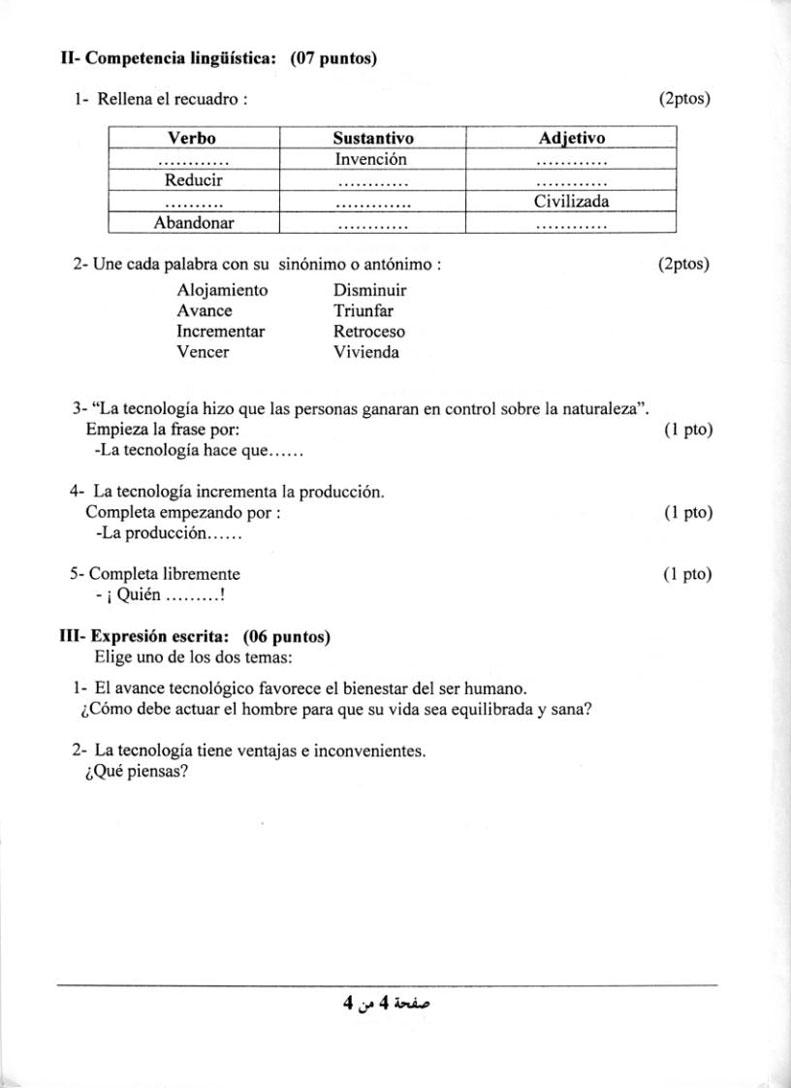 II- Competencia lingüística: (07 puntos)
1- Rellena el recuadro : (2ptos)
Verbo Sustantivo Adjetivo
............ Invención ............
Reducir ............ ............
.......... ............. Civilizada
Abandonar ............ ............
2- Une cada palabra con su sinónimo o antónimo : (2ptos)
Alojamiento Disminuir
Avance Triunfar
Incrementar Retroceso
Vencer Vivienda
3- “La tecnología hizo que las personas ganaran en control sobre la naturaleza”.
Empieza la frase por: (1 pto)
-La tecnología hace que......
4- La tecnología incrementa la producción.
Completa empezando por : (1 pto)
-La producción......
5- Completa libremente (1 pto)
- ¡ Quién .........!
III- Expresión escrita: (06 puntos)
Elige uno de los dos temas:
1- El avance tecnológico favorece el bienestar del ser humano.
¿Cómo debe actuar el hombre para que su vida sea equilibrada y sana?
2- La tecnología tiene ventajas e inconvenientes.
¿Qué piensas?
صفحة 4 من 4